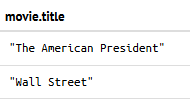 movie.title
"The American President"
"Wall Street"